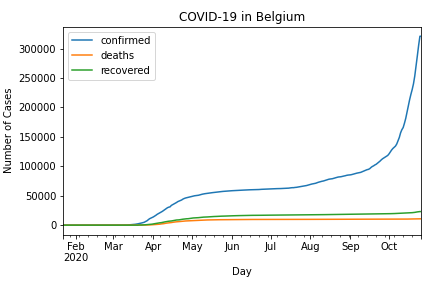 COVID-19 in Belgium
confirmed
deaths
recovered
Number of Cases
300000
250000
200000
150000
100000
50000
0
Feb Mar Apr May Jun Jul Aug Sep Oct
2020
Day